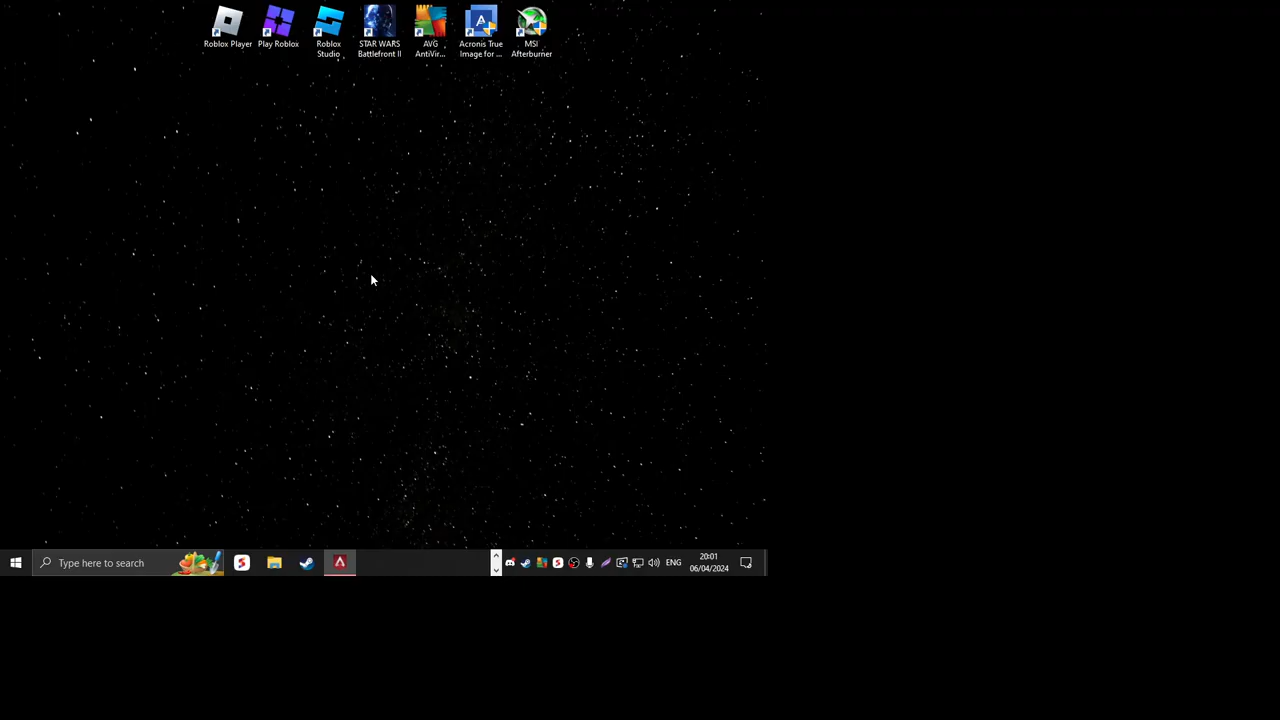 Roblox Player
Play Roblox
Roblox
Studio
STAR WARS
Battlefront II
AVG
AntiVir...
Acronis True
Image for ...
MSI
Afterburner
Type here to search
ENG
20:01
06/04/2024